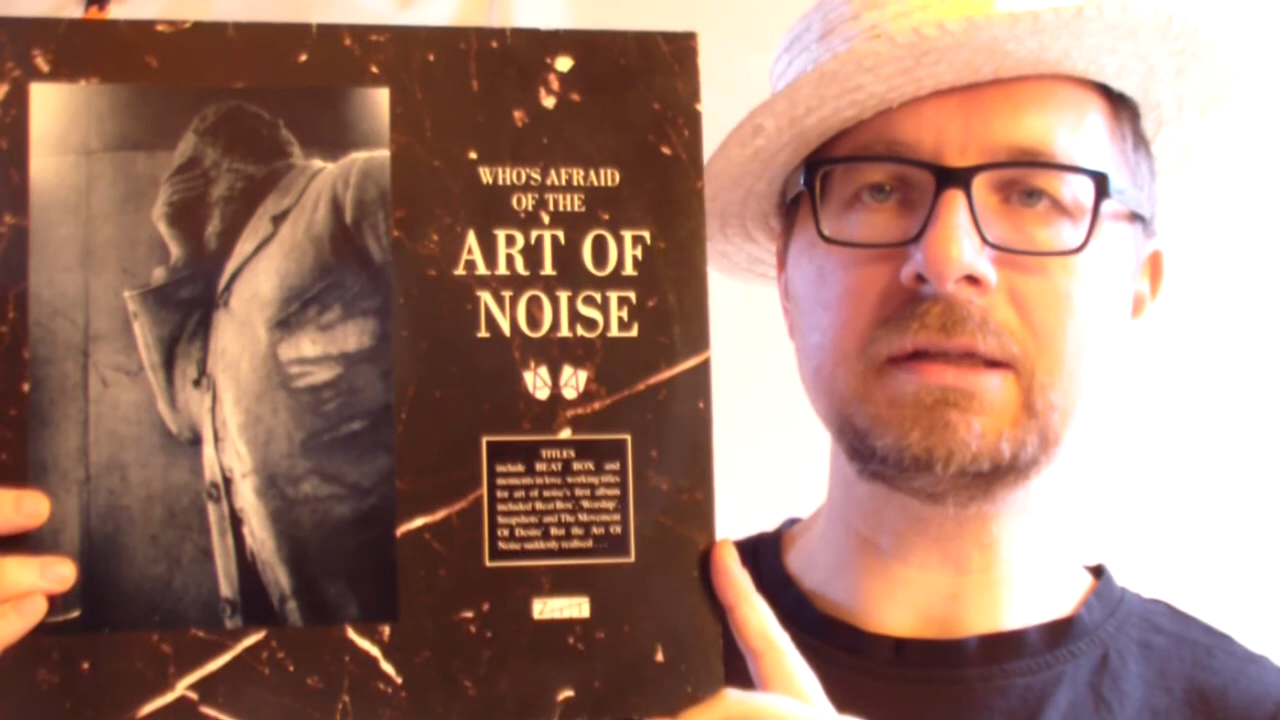 WHO'S AFRAID
OF THE
ART OF
NOISE
TITLES
include BEAT BOX and
moments in love. working titles
for art of noise's first album
included 'Beat Box', 'Worship',
Snapshots' and The Movement
Of Desire' But the Art Of
Noise suddenly realised . . .
ZTT